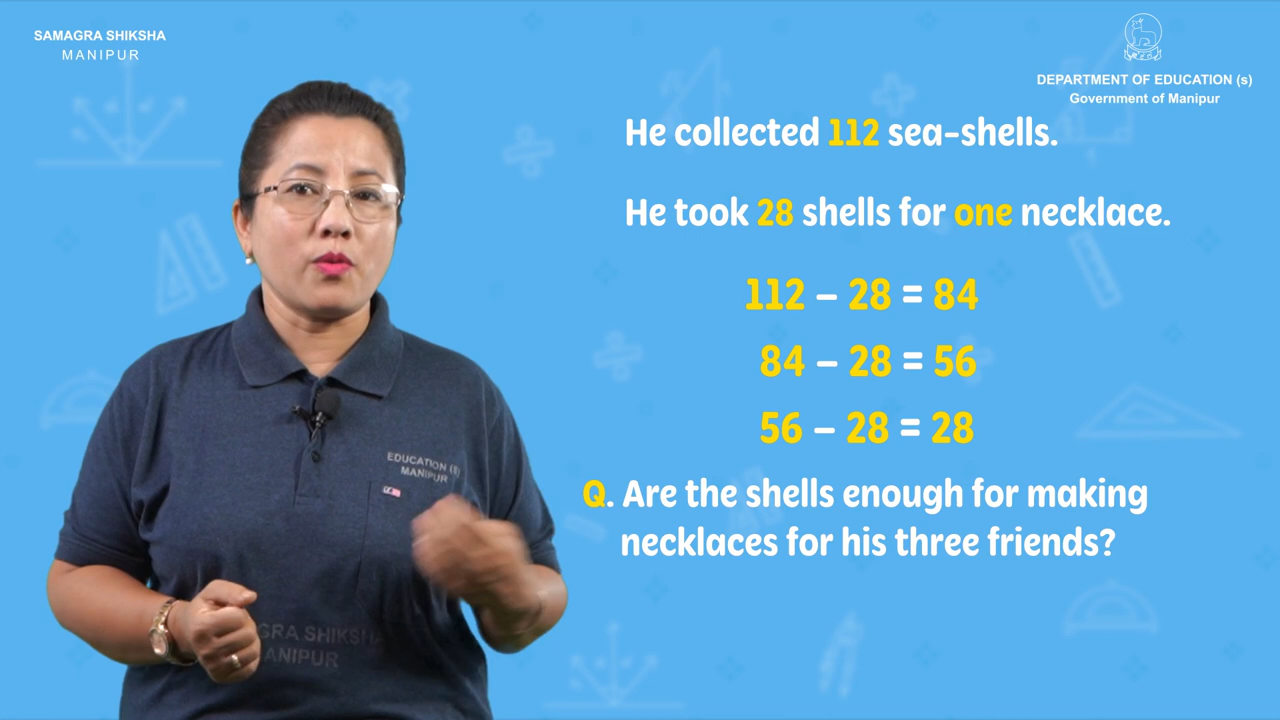 SAMAGRA SHIKSHA
MANIPUR
DEPARTMENT OF EDUCATION (s)
Government of Manipur
He collected 112 sea-shells.
He took 28 shells for one necklace.
112 – 28 = 84
84 – 28 = 56
56 – 28 = 28
Q. Are the shells enough for making
necklaces for his three friends?
EDUCATION (S)
MANIPUR
GRA SHIKSHA
ANIPUR